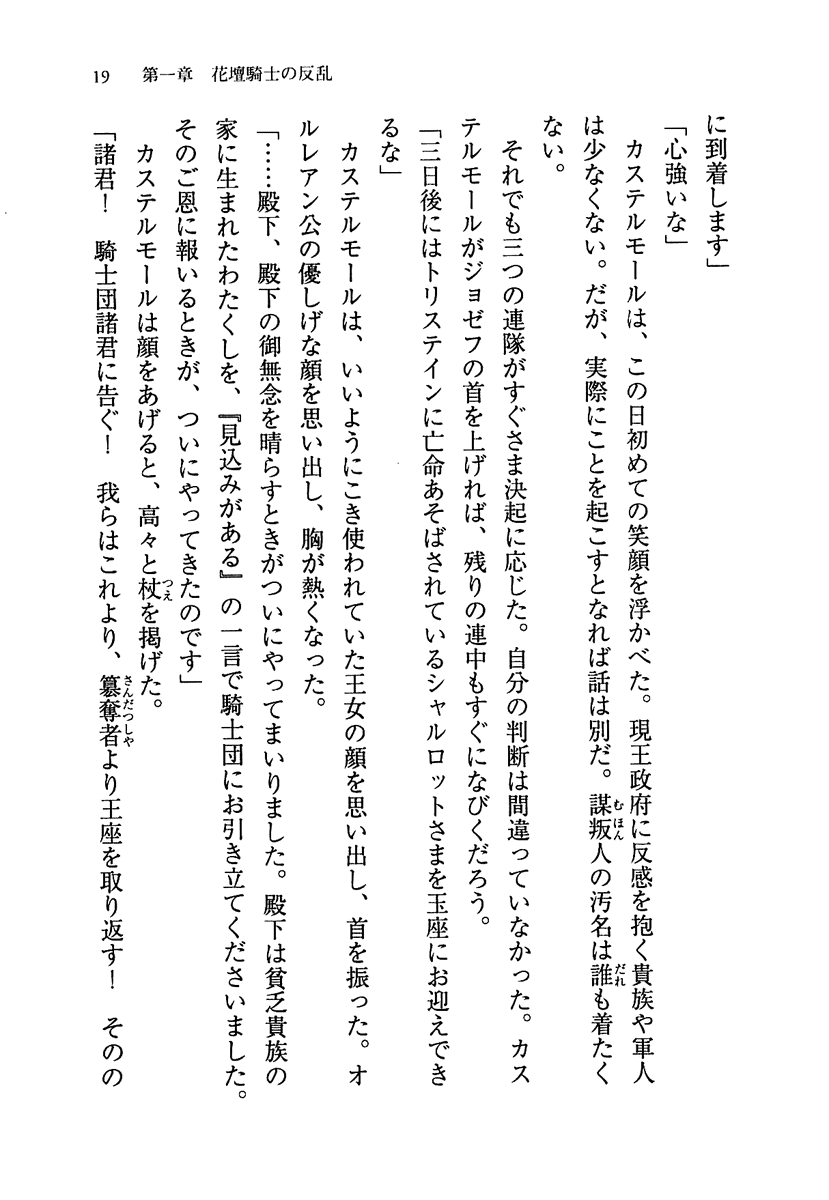 19　第一章　花壇騎士の反乱
に到着します」
「心強いな」
　カステルモールは、この日初めての笑顔を浮かべた。現王政府に反感を抱く貴族や軍人
は少なくない。だが、実際にことを起こすとなれば話は別だ。謀叛人の汚名は誰も着たく
ない。
　それでも三つの連隊がすぐさま決起に応じた。自分の判断は間違っていなかった。カス
テルモールがジョゼフの首を上げれば、残りの連中もすぐになびくだろう。
「三日後にはトリステインに亡命あそばされているシャルロットさまを玉座にお迎えでき
るな」
　カステルモールは、いいようにこき使われていた王女の顔を思い出し、首を振った。オ
ルレアン公の優しげな顔を思い出し、胸が熱くなった。
「……殿下、殿下の御無念を晴らすときがついにやってまいりました。殿下は貧乏貴族の
家に生まれたわたくしを、『見込みがある』の一言で騎士団にお引き立てくださいました。
そのご恩に報いるときが、ついにやってきたのです」
　カステルモールは顔をあげると、高々と杖を掲げた。
「諸君！　騎士団諸君に告ぐ！　我らはこれより、簒奪者より王座を取り返す！　そのの